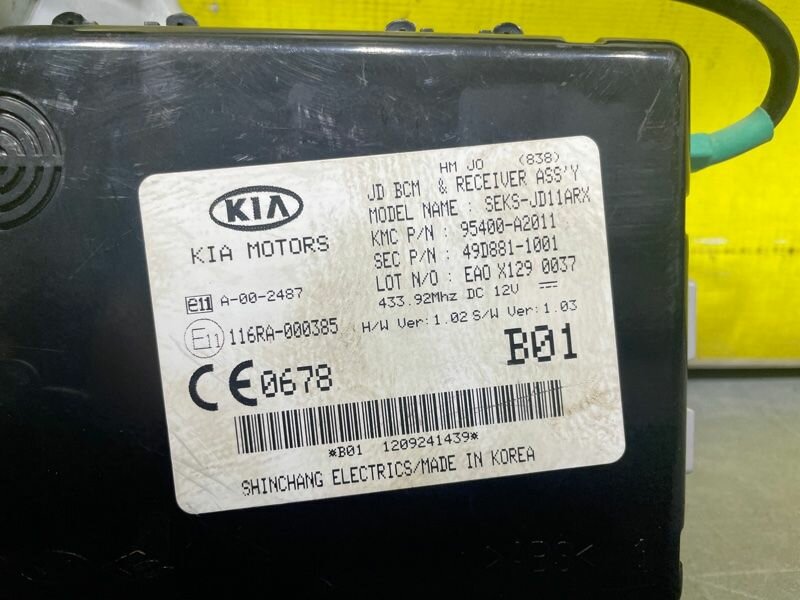 HM JO (838)
JD BCM & RECEIVER ASS'Y
MODEL NAME : SEKS-JD11ARX
KMC P/N : 95400-A2011
SEC P/N : 49D881-1001
LOT N/O : EAO X129 0037
433.92Mhz DC 12V
H/W Ver:1.02 S/W Ver:1.03
KIA
KIA MOTORS
e11 A-00-2487
E11 116RA-000385
CE0678
B01
*B01 1209241439*
SHINCHANG ELECTRICS/MADE IN KOREA
>ABS< 1